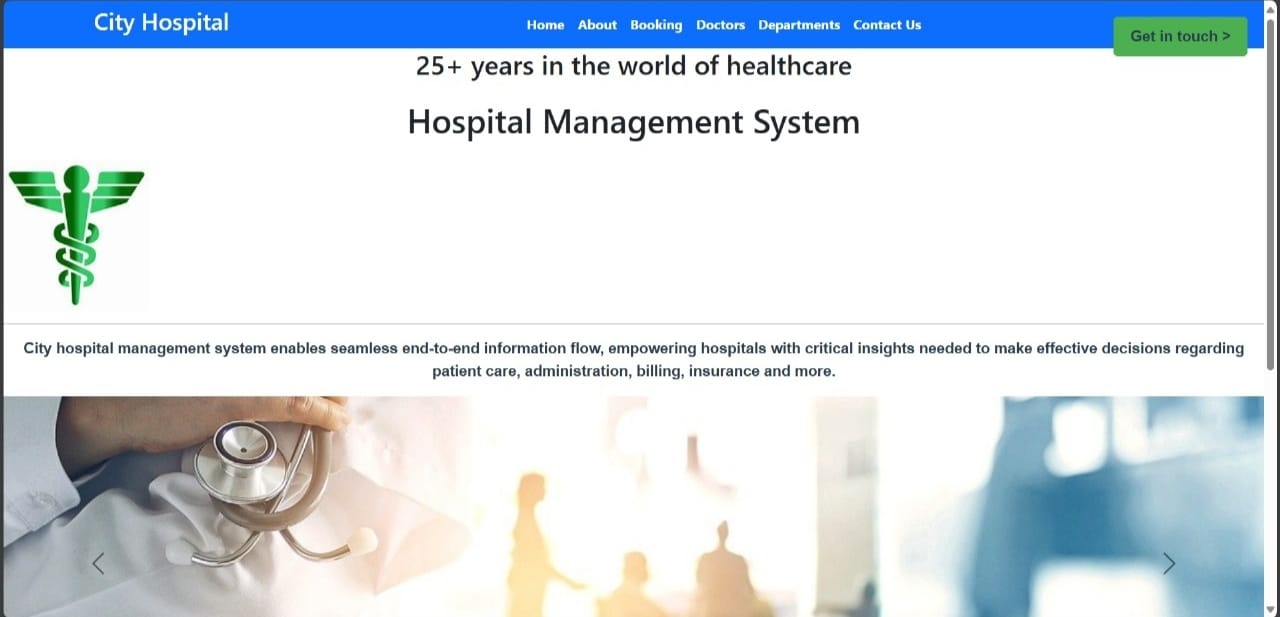 City Hospital
Home About Booking Doctors Departments Contact Us
Get in touch >
25+ years in the world of healthcare
Hospital Management System
City hospital management system enables seamless end-to-end information flow, empowering hospitals with critical insights needed to make effective decisions regarding
patient care, administration, billing, insurance and more.